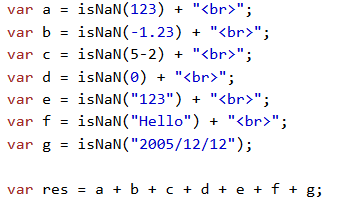 var a = isNaN(123) + "<br>";
var b = isNaN(-1.23) + "<br>";
var c = isNaN(5-2) + "<br>";
var d = isNaN(0) + "<br>";
var e = isNaN("123") + "<br>";
var f = isNaN("Hello") + "<br>";
var g = isNaN("2005/12/12");
var res = a + b + c + d + e + f + g;